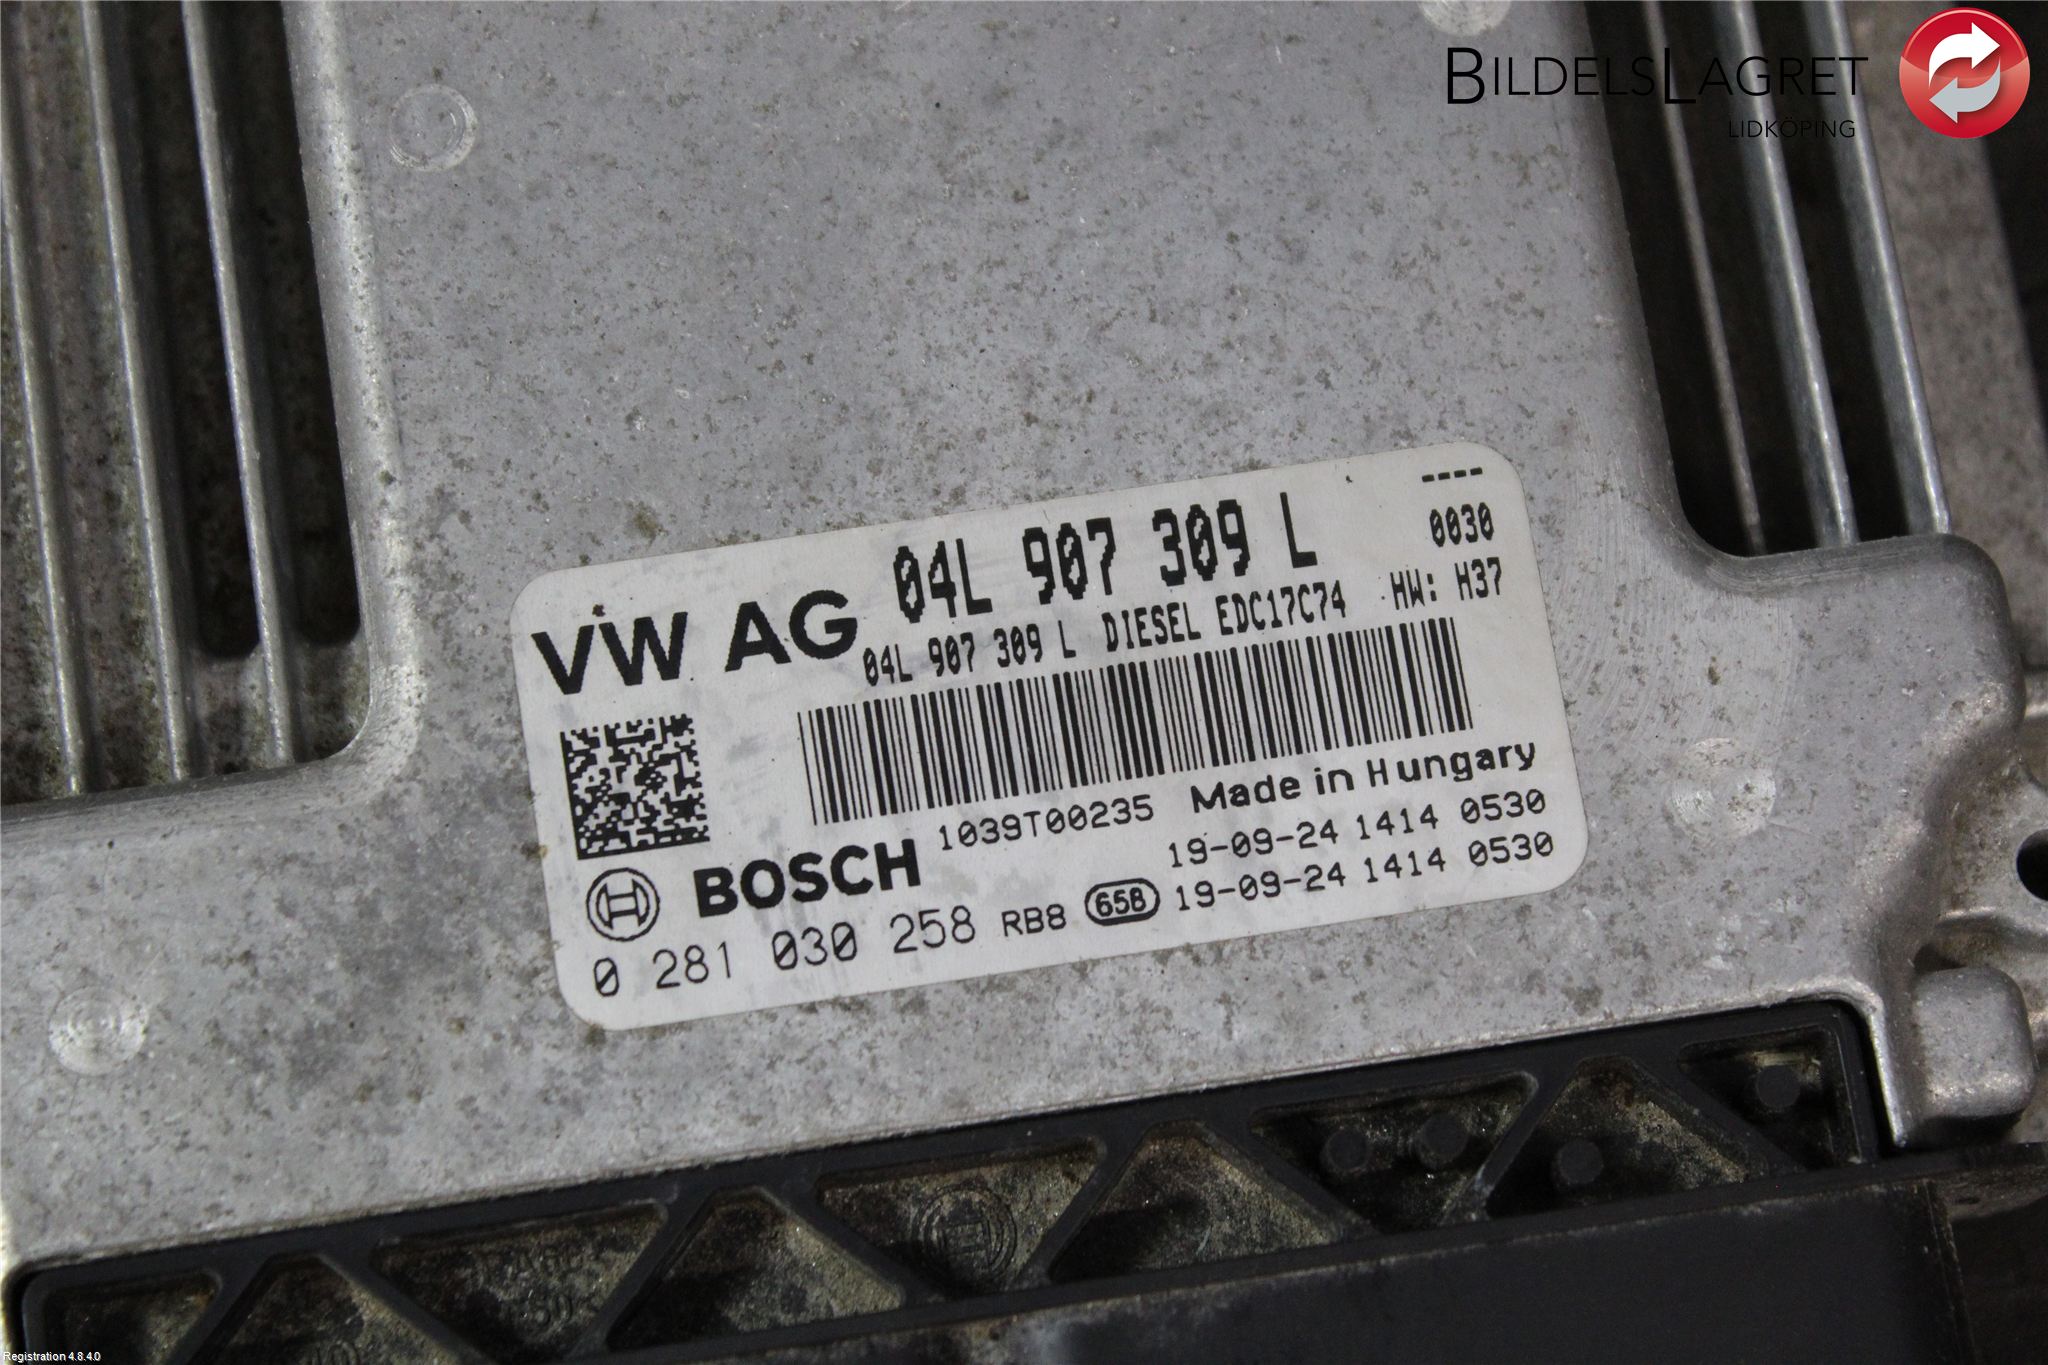 BILDELSLAGRET
LIDKÖPING
----
04L 907 309 L 0030
VW AG 04L 907 309 L DIESEL EDC17C74 HW: H37
1039T00235 Made in Hungary
BOSCH 19-09-24 1414 0530
0 281 030 258 RB8 658 19-09-24 1414 0530
Registration 4.8.4.0